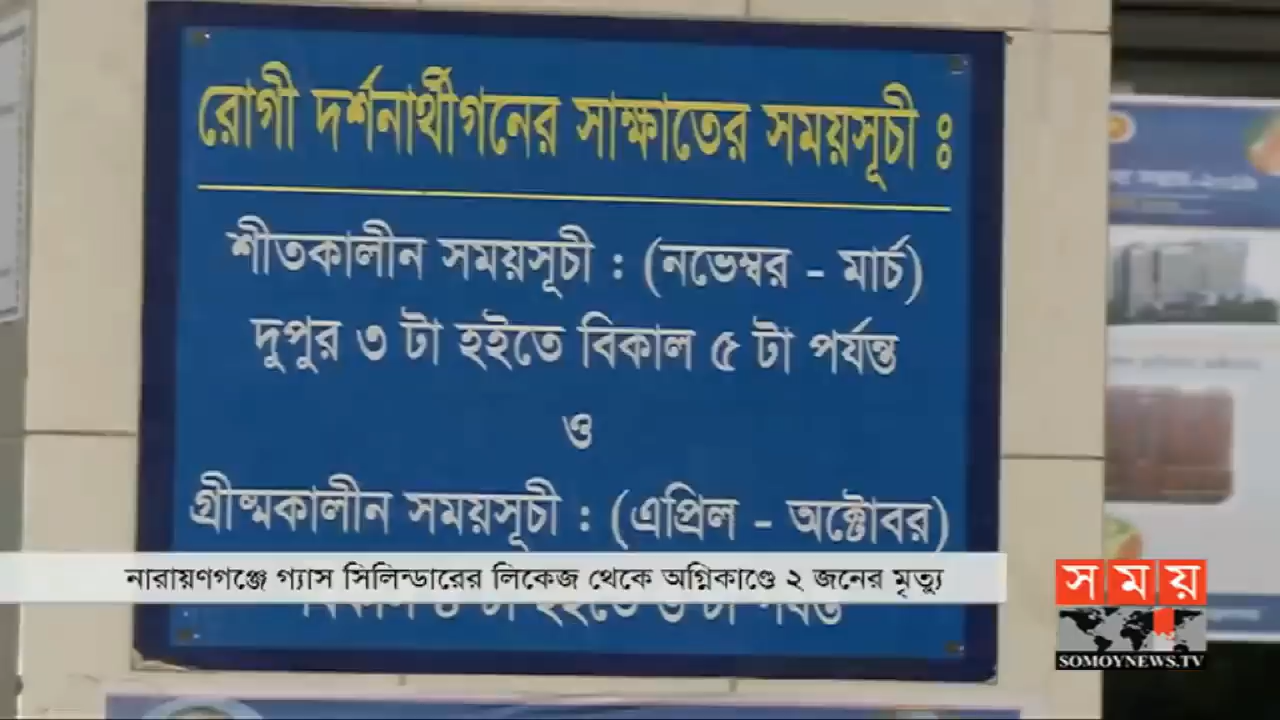 রোগী দর্শনার্থীগনের সাক্ষাতের সময়সূচী ঃ
শীতকালীন সময়সূচী : (নভেম্বর - মার্চ)
দুপুর ৩ টা হইতে বিকাল ৫ টা পর্যন্ত
ও
গ্রীষ্মকালীন সময়সূচী : (এপ্রিল - অক্টোবর)
নারায়ণগঞ্জে গ্যাস সিলিন্ডারের লিকেজ থেকে অগ্নিকাণ্ডে ২ জনের মৃত্যু
সময়
SOMOYNEWS.TV